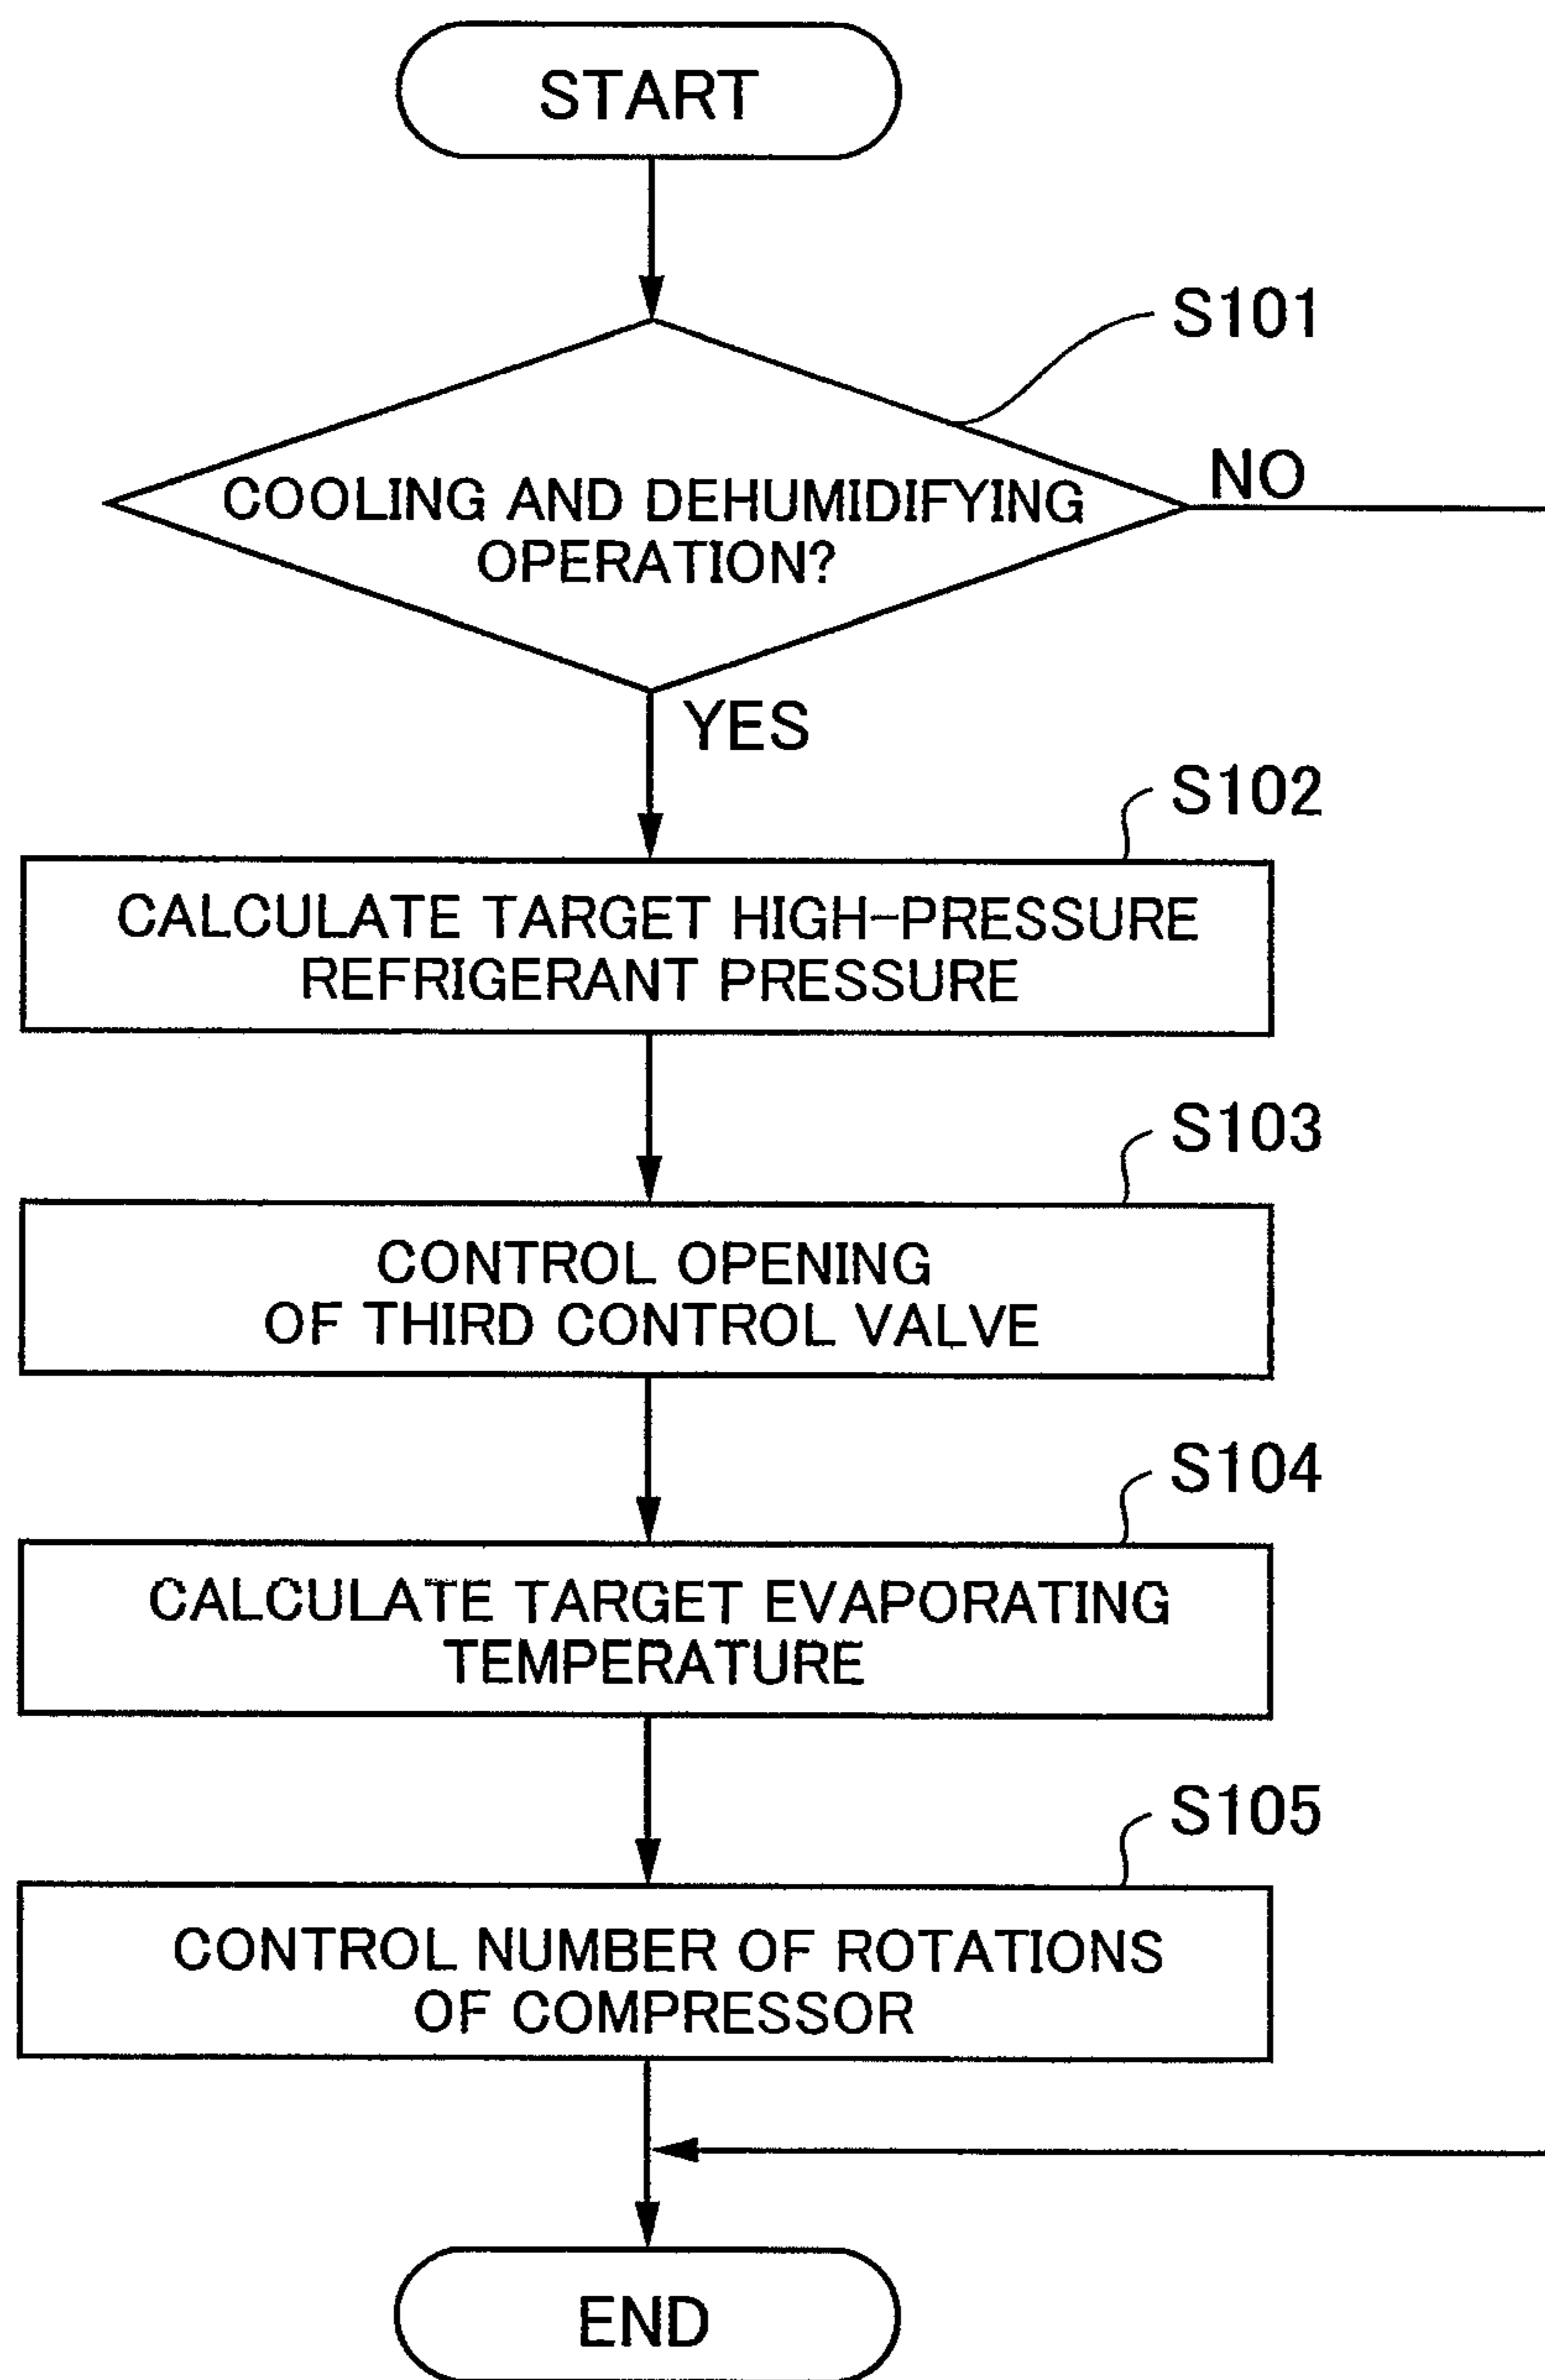 START
S101
COOLING AND DEHUMIDIFYING
OPERATION?
NO
YES
S102
CALCULATE TARGET HIGH-PRESSURE
REFRIGERANT PRESSURE
S103
CONTROL OPENING
OF THIRD CONTROL VALVE
S104
CALCULATE TARGET EVAPORATING
TEMPERATURE
S105
CONTROL NUMBER OF ROTATIONS
OF COMPRESSOR
END